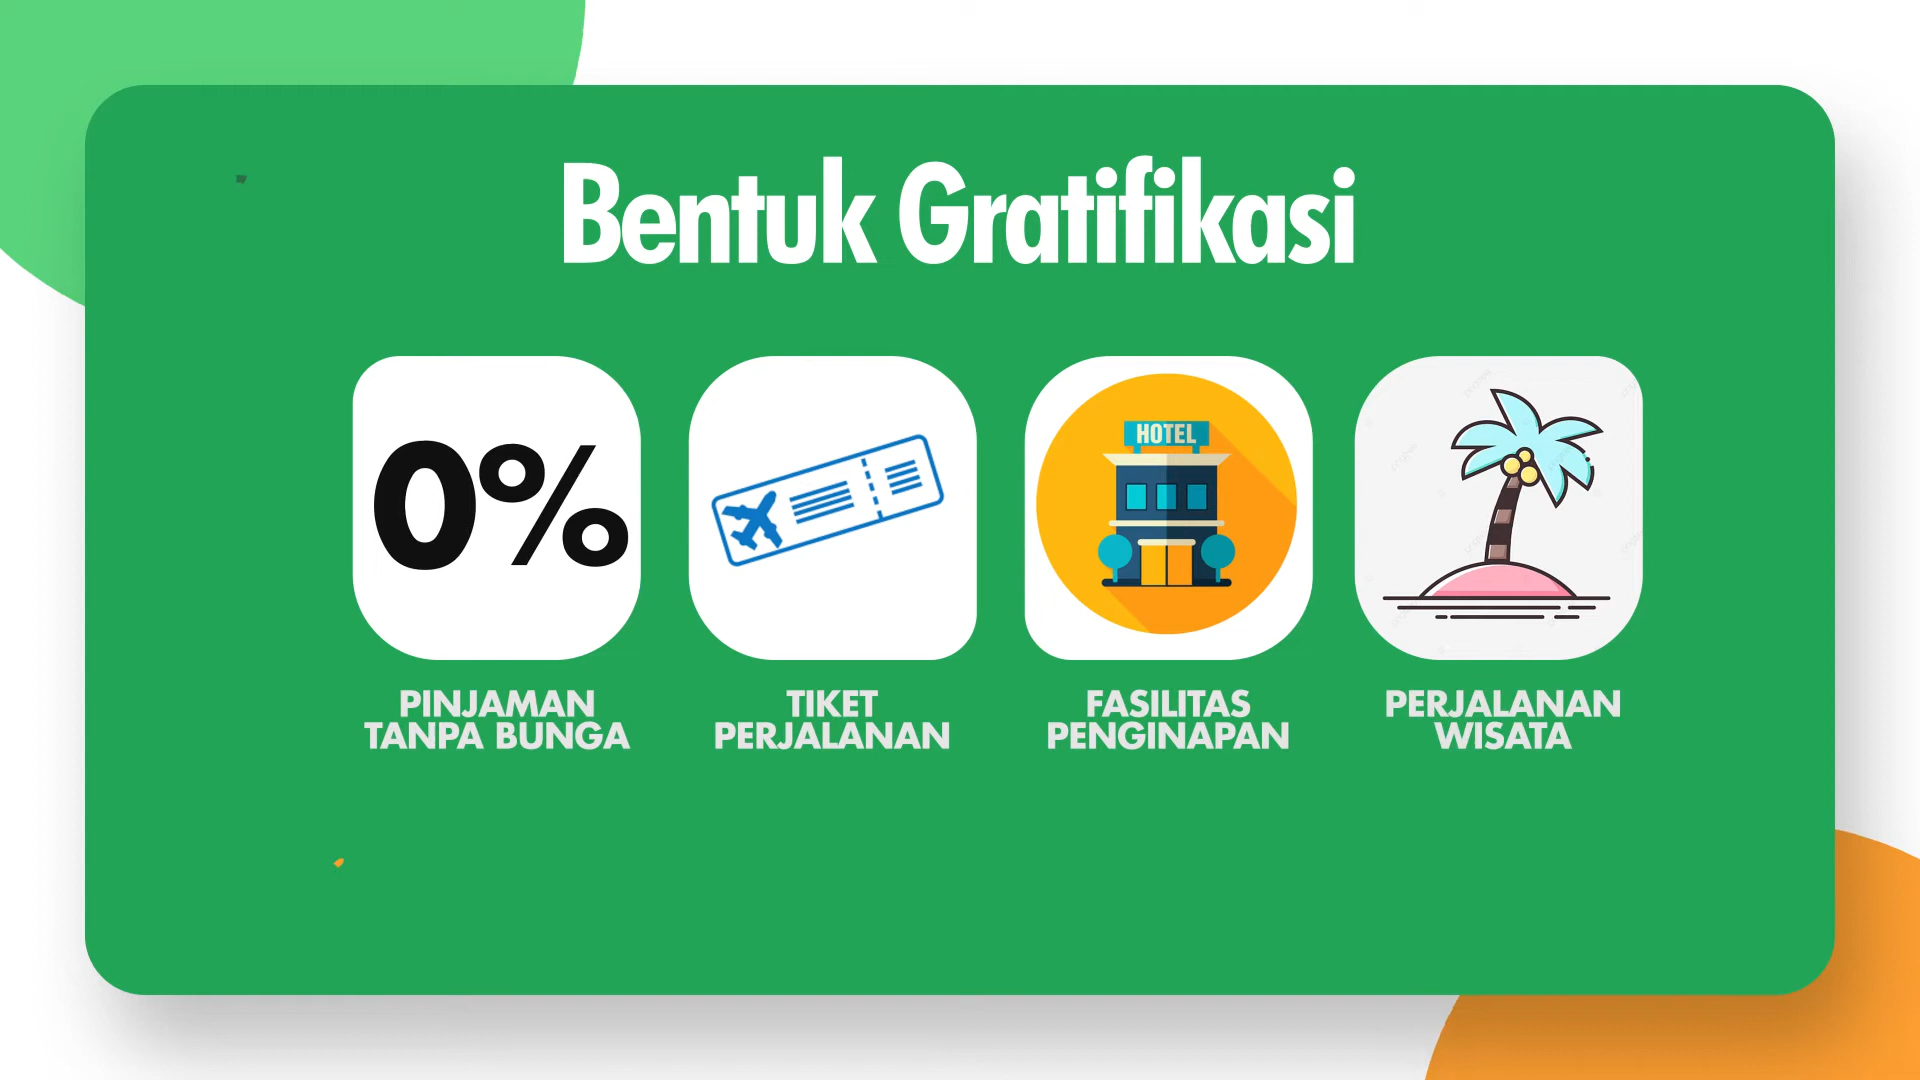 Bentuk Gratifikasi
0%
HOTEL
PINJAMAN
TANPA BUNGA
TIKET
PERJALANAN
FASILITAS
PENGINAPAN
PERJALANAN
WISATA